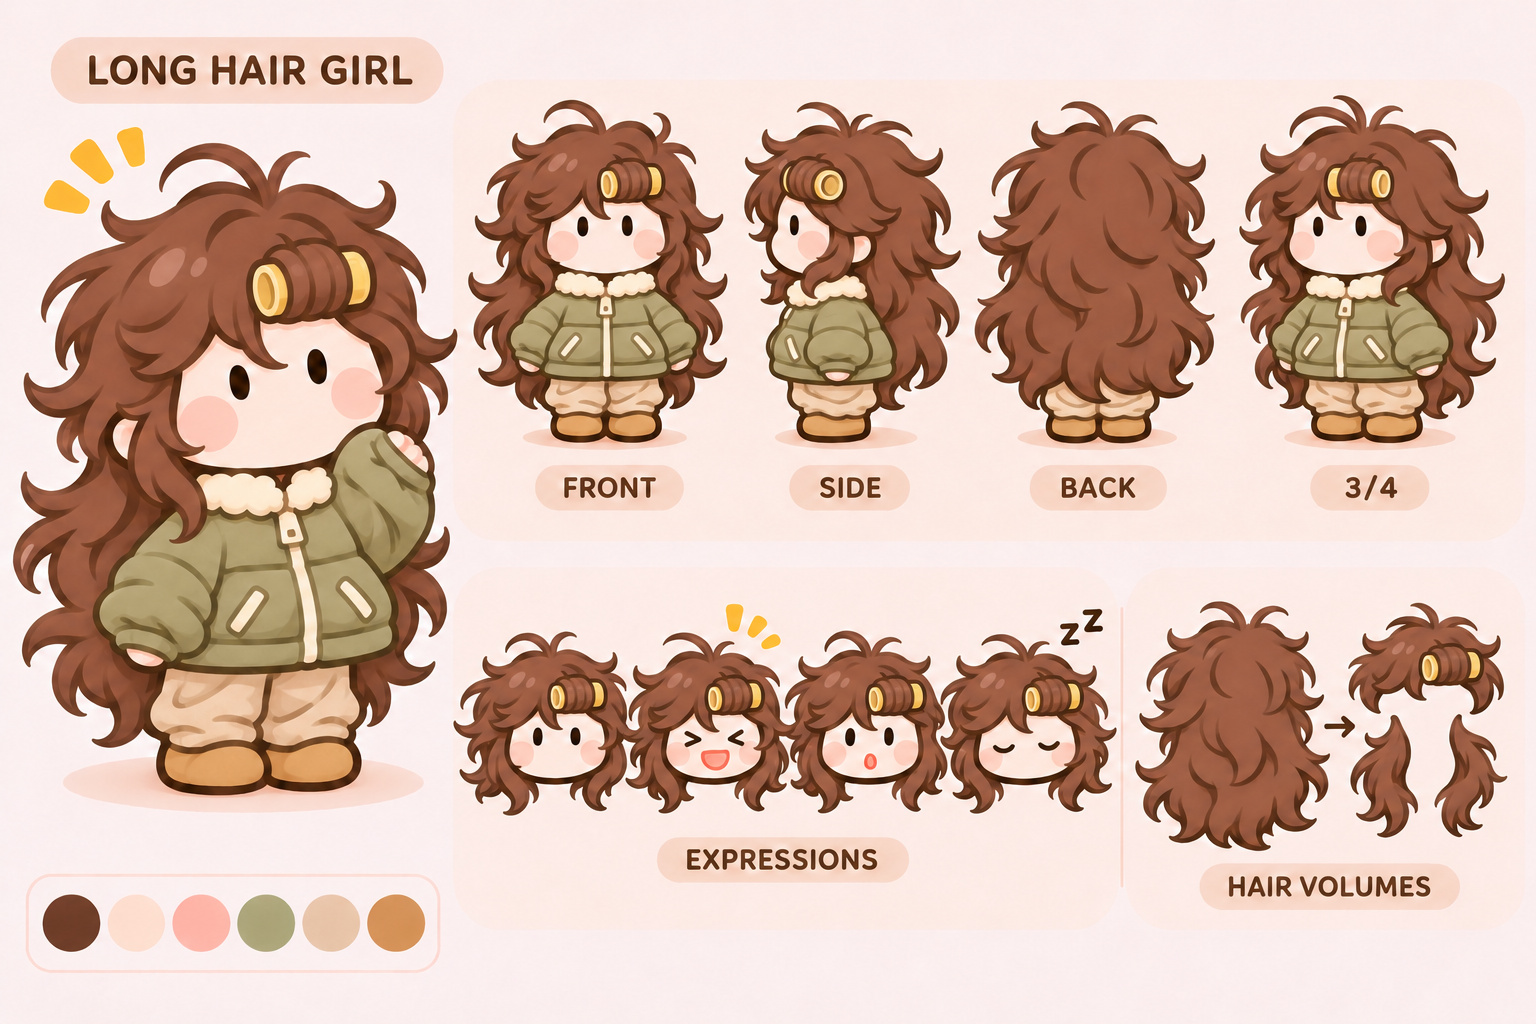 LONG HAIR GIRL
FRONT
SIDE
BACK
3/4
z z
EXPRESSIONS
HAIR VOLUMES